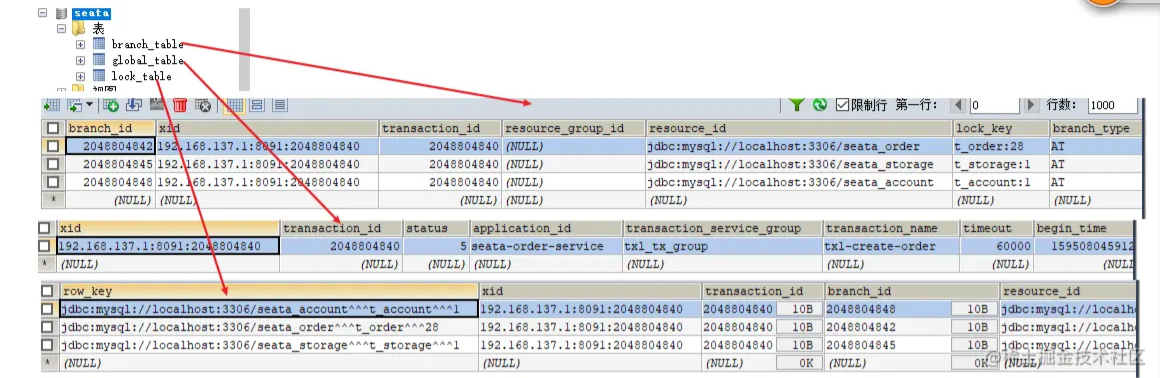 seata
表
branch_table
global_table
lock_table
视图
限制行 第一行： 0 行数： 1000
branch_id xid transaction_id resource_group_id resource_id lock_key branch_type
2048804842 192.168.137.1:8091:2048804840 2048804840 (NULL) jdbc:mysql://localhost:3306/seata_order t_order:28 AT
2048804845 192.168.137.1:8091:2048804840 2048804840 (NULL) jdbc:mysql://localhost:3306/seata_storage t_storage:1 AT
2048804848 192.168.137.1:8091:2048804840 2048804840 (NULL) jdbc:mysql://localhost:3306/seata_account t_account:1 AT
* (NULL) (NULL) (NULL) (NULL) (NULL) (NULL) (NULL)
xid transaction_id status application_id transaction_service_group transaction_name timeout begin_time
192.168.137.1:8091:2048804840 2048804840 5 seata-order-service txl_tx_group txl-create-order 60000 159508045912
* (NULL) (NULL) (NULL) (NULL) (NULL) (NULL) (NULL) (NULL)
row_key xid transaction_id branch_id resource_id
jdbc:mysql://localhost:3306/seata_account^^^t_account^^^1 192.168.137.1:8091:2048804840 2048804840 10B 2048804848 10B jdbc:mysql://localh
jdbc:mysql://localhost:3306/seata_order^^^t_order^^^28 192.168.137.1:8091:2048804840 2048804840 10B 2048804842 10B jdbc:mysql://localh
jdbc:mysql://localhost:3306/seata_storage^^^t_storage^^^1 192.168.137.1:8091:2048804840 2048804840 10B 2048804845 10B jdbc:mysql://localh
* (NULL) (NULL) (NULL) 0K (NULL) 0K (NULL)
@稀土掘金技术社区